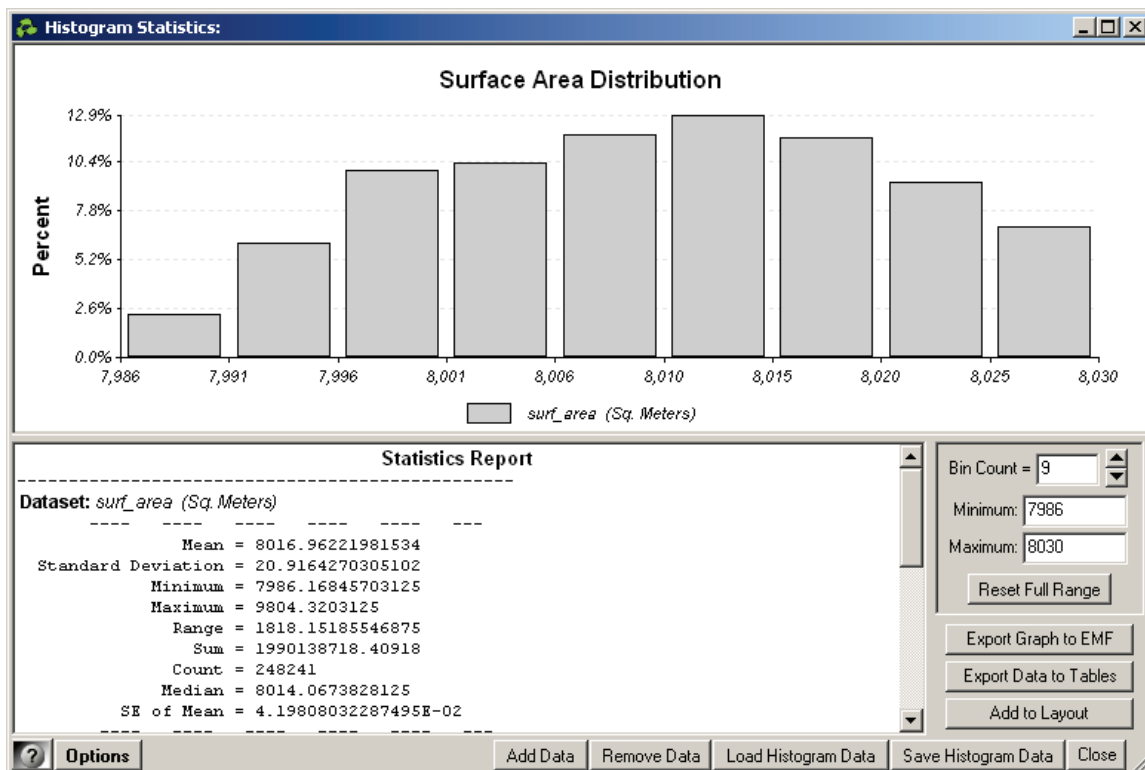 Histogram Statistics:
Surface Area Distribution
Percent
12.9%
10.4%
7.8%
5.2%
2.6%
0.0%
7,986 7,991 7,996 8,001 8,006 8,010 8,015 8,020 8,025 8,030
surf_area (Sq. Meters)
Statistics Report
------------------------------------------------
Dataset: surf_area (Sq. Meters)
---- ---- ---- ---- ---- ---
Mean = 8016.96221981534
Standard Deviation = 20.9164270305102
Minimum = 7986.16845703125
Maximum = 9804.3203125
Range = 1818.15185546875
Sum = 1990138718.40918
Count = 248241
Median = 8014.0673828125
SE of Mean = 4.19808032287495E-02
---- ---- ---- ---- ---- ---
Bin Count = 9
Minimum: 7986
Maximum: 8030
Reset Full Range
Export Graph to EMF
Export Data to Tables
Add to Layout
? Options Add Data Remove Data Load Histogram Data Save Histogram Data Close